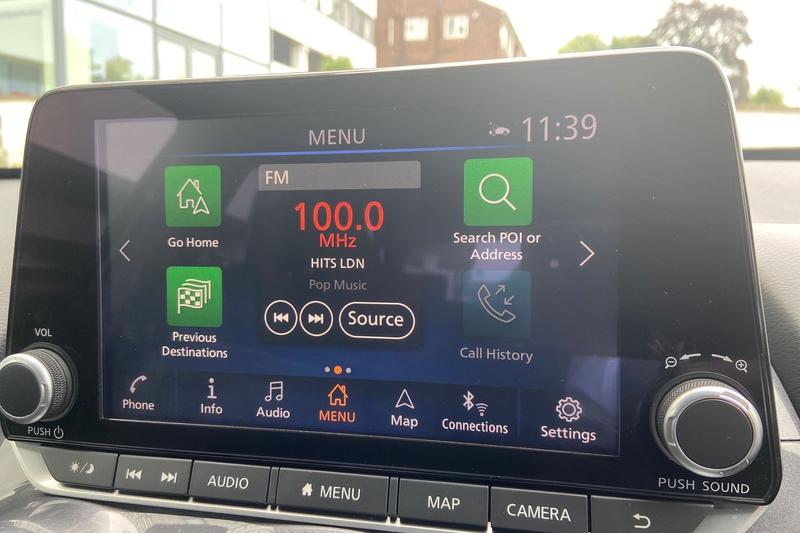 MENU
11:39
FM
100.0
MHz
HITS LDN
Pop Music
Source
Go Home
Search POI or
Address
Previous
Destinations
Call History
Phone
Info
Audio
MENU
Map
Connections
Settings
VOL
PUSH
PUSH SOUND
AUDIO
MENU
MAP
CAMERA